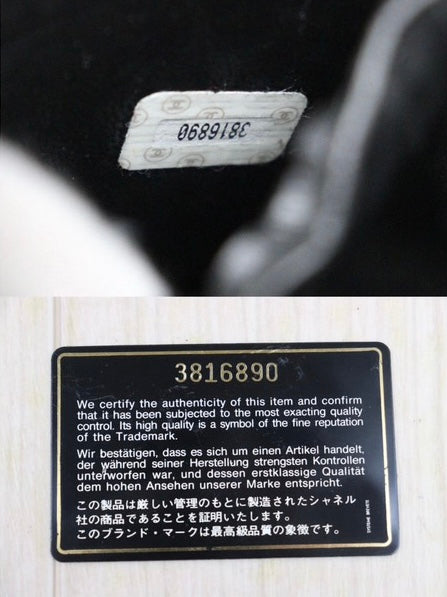 3816890
3816890
We certify the authenticity of this item and confirm
that it has been subjected to the most exacting quality
control. Its high quality is a symbol of the fine reputation
of the Trademark.
Wir bestätigen, dass es sich um einen Artikel handelt,
der während seiner Herstellung strengsten Kontrollen
unterworfen war, und dessen erstklassige Qualität
dem hohen Ansehen unserer Marke entspricht.
この製品は厳しい管理のもとに製造されたシャネル
社の商品であることを証明いたします。
このブランド・マークは最高級品質の象徴です。